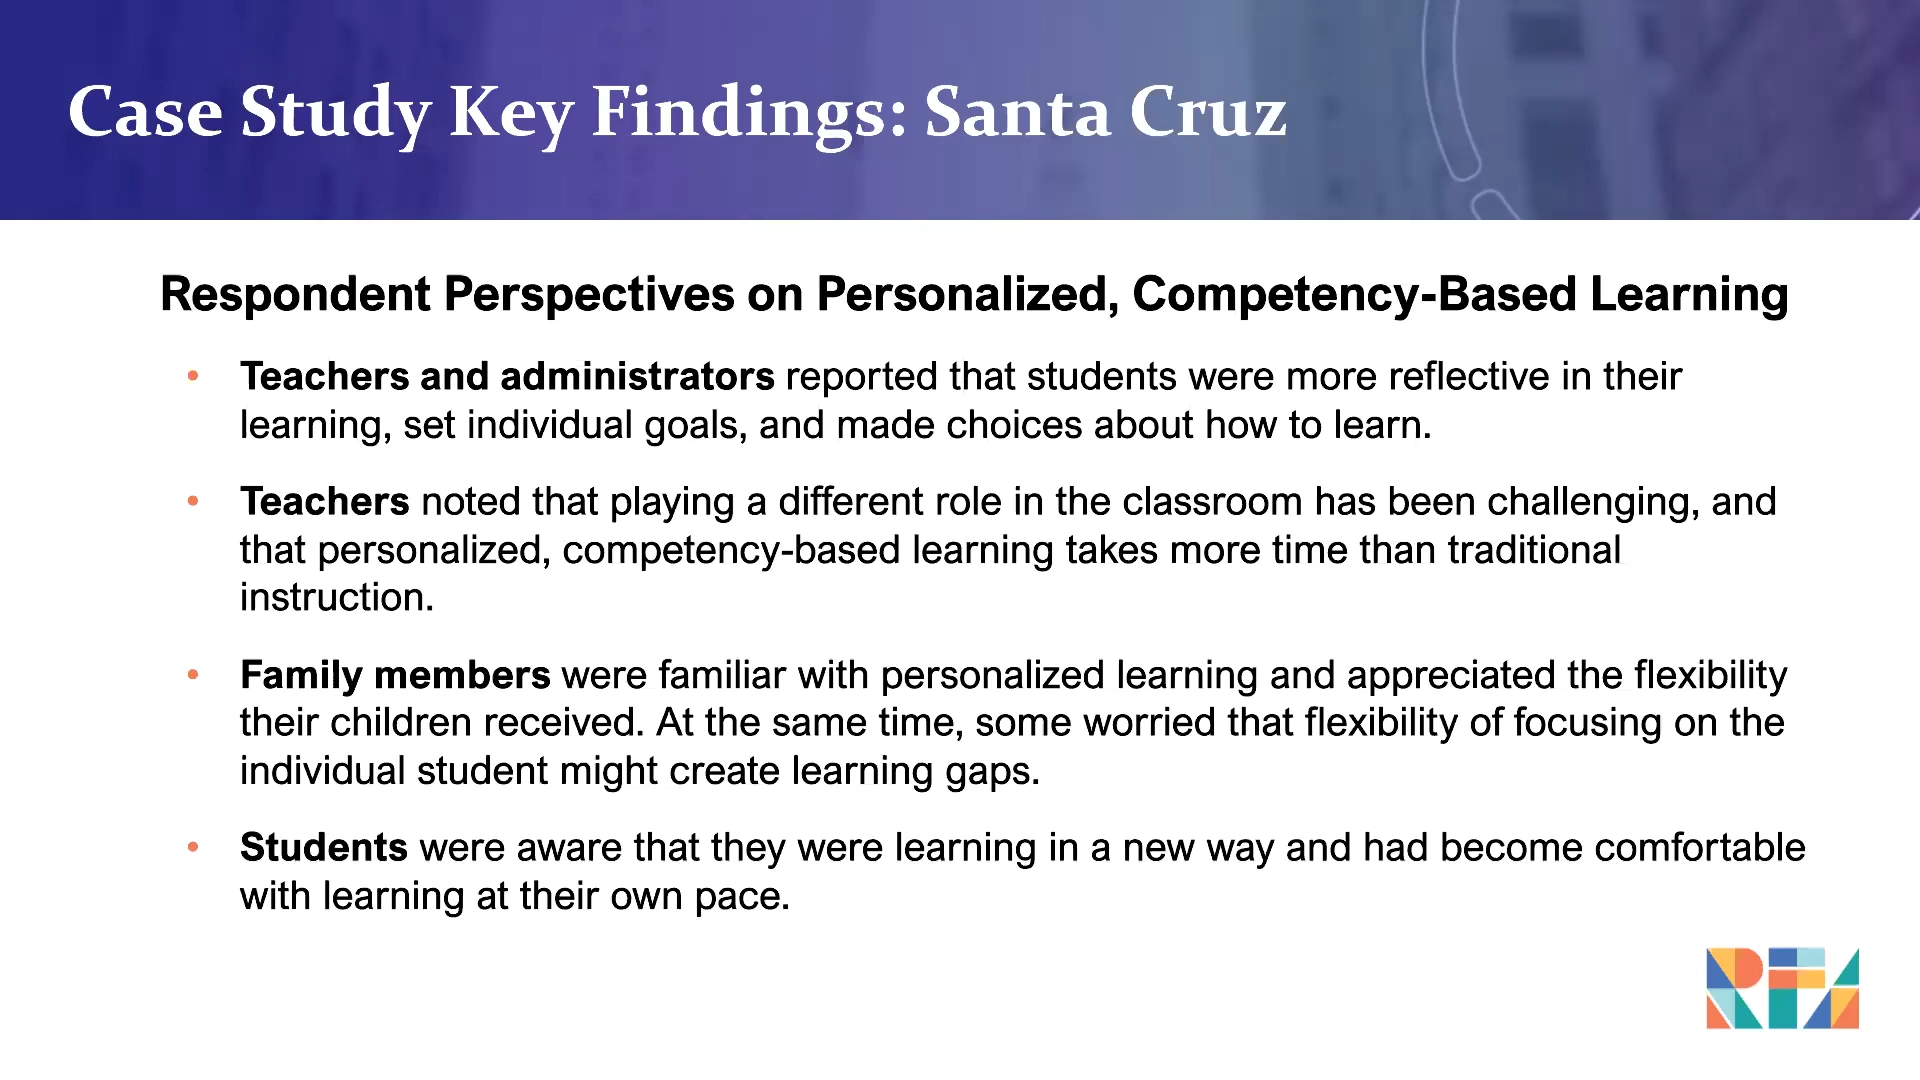 Case Study Key Findings: Santa Cruz
Respondent Perspectives on Personalized, Competency-Based Learning
• Teachers and administrators reported that students were more reflective in their
learning, set individual goals, and made choices about how to learn.
• Teachers noted that playing a different role in the classroom has been challenging, and
that personalized, competency-based learning takes more time than traditional
instruction.
• Family members were familiar with personalized learning and appreciated the flexibility
their children received. At the same time, some worried that flexibility of focusing on the
individual student might create learning gaps.
• Students were aware that they were learning in a new way and had become comfortable
with learning at their own pace.
RFA